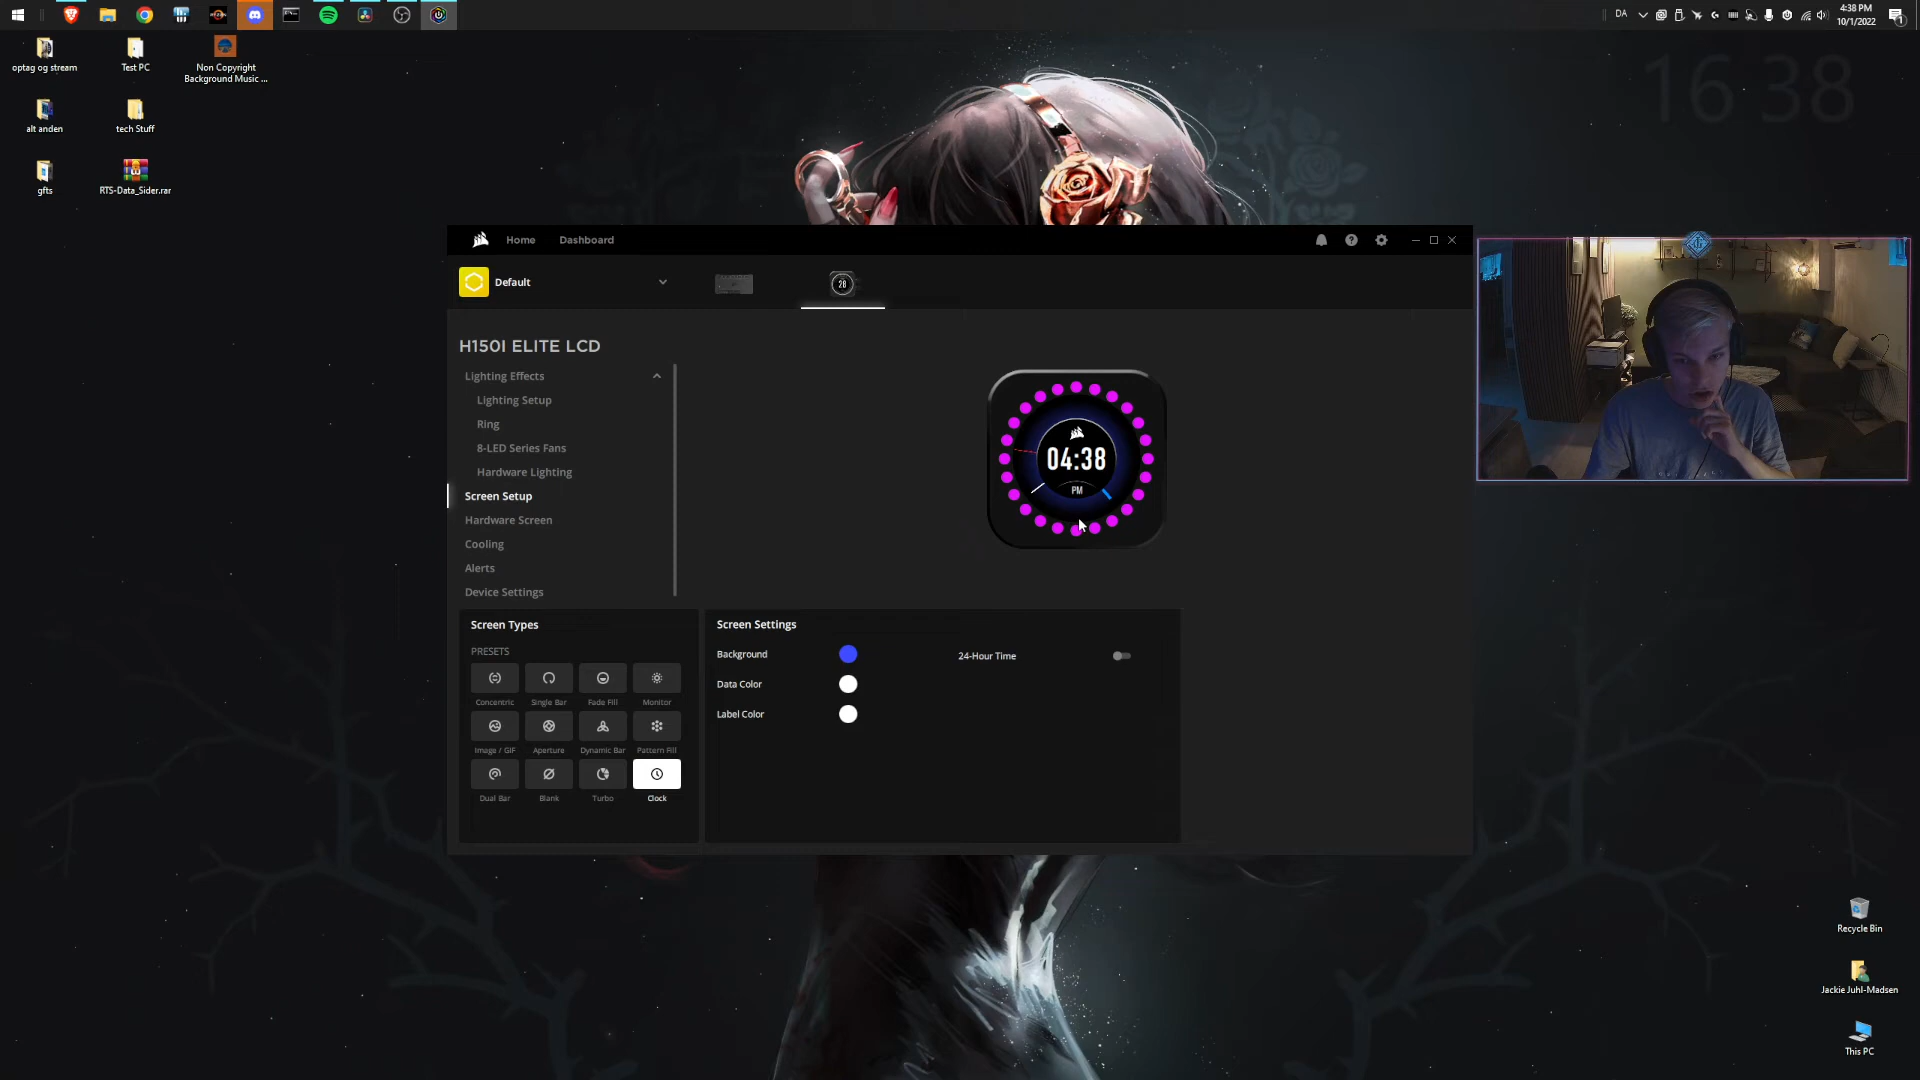 DA
4:38 PM
10/1/2022
1
optag og stream
Test PC
Non Copyright
Background Music ...
alt anden
tech Stuff
gfts
RTS-Data_Sider.rar
16 38
Home
Dashboard
Default
28
H150I ELITE LCD
Lighting Effects
Lighting Setup
Ring
8-LED Series Fans
Hardware Lighting
Screen Setup
Hardware Screen
Cooling
Alerts
Device Settings
04:38
PM
Screen Types
PRESETS
Concentric
Single Bar
Fade Fill
Monitor
Image / GIF
Aperture
Dynamic Bar
Pattern Fill
Dual Bar
Blank
Turbo
Clock
Screen Settings
Background
24-Hour Time
Data Color
Label Color
Recycle Bin
Jackie Juhl-Madsen
This PC